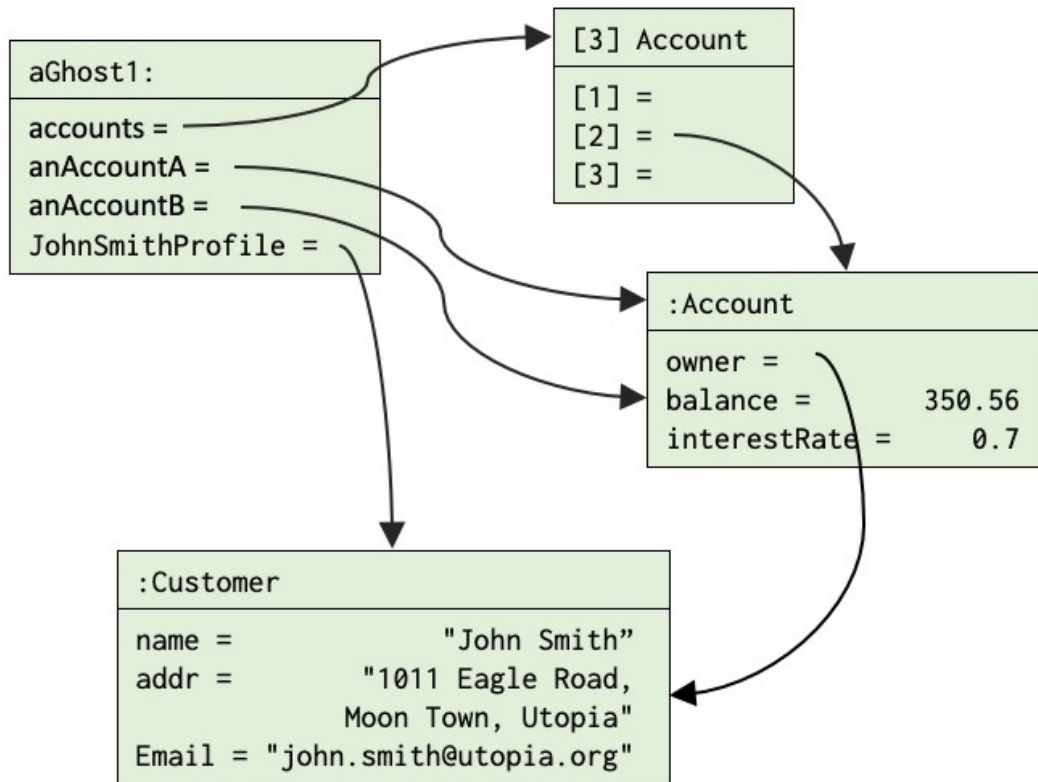 aGhost1:
accounts =
anAccountA =
anAccountB =
JohnSmithProfile =
[3] Account
[1] =
[2] =
[3] =
:Account
owner =
balance = 350.56
interestRate = 0.7
:Customer
name = "John Smith”
addr = "1011 Eagle Road,
Moon Town, Utopia"
Email = "john.smith@utopia.org"